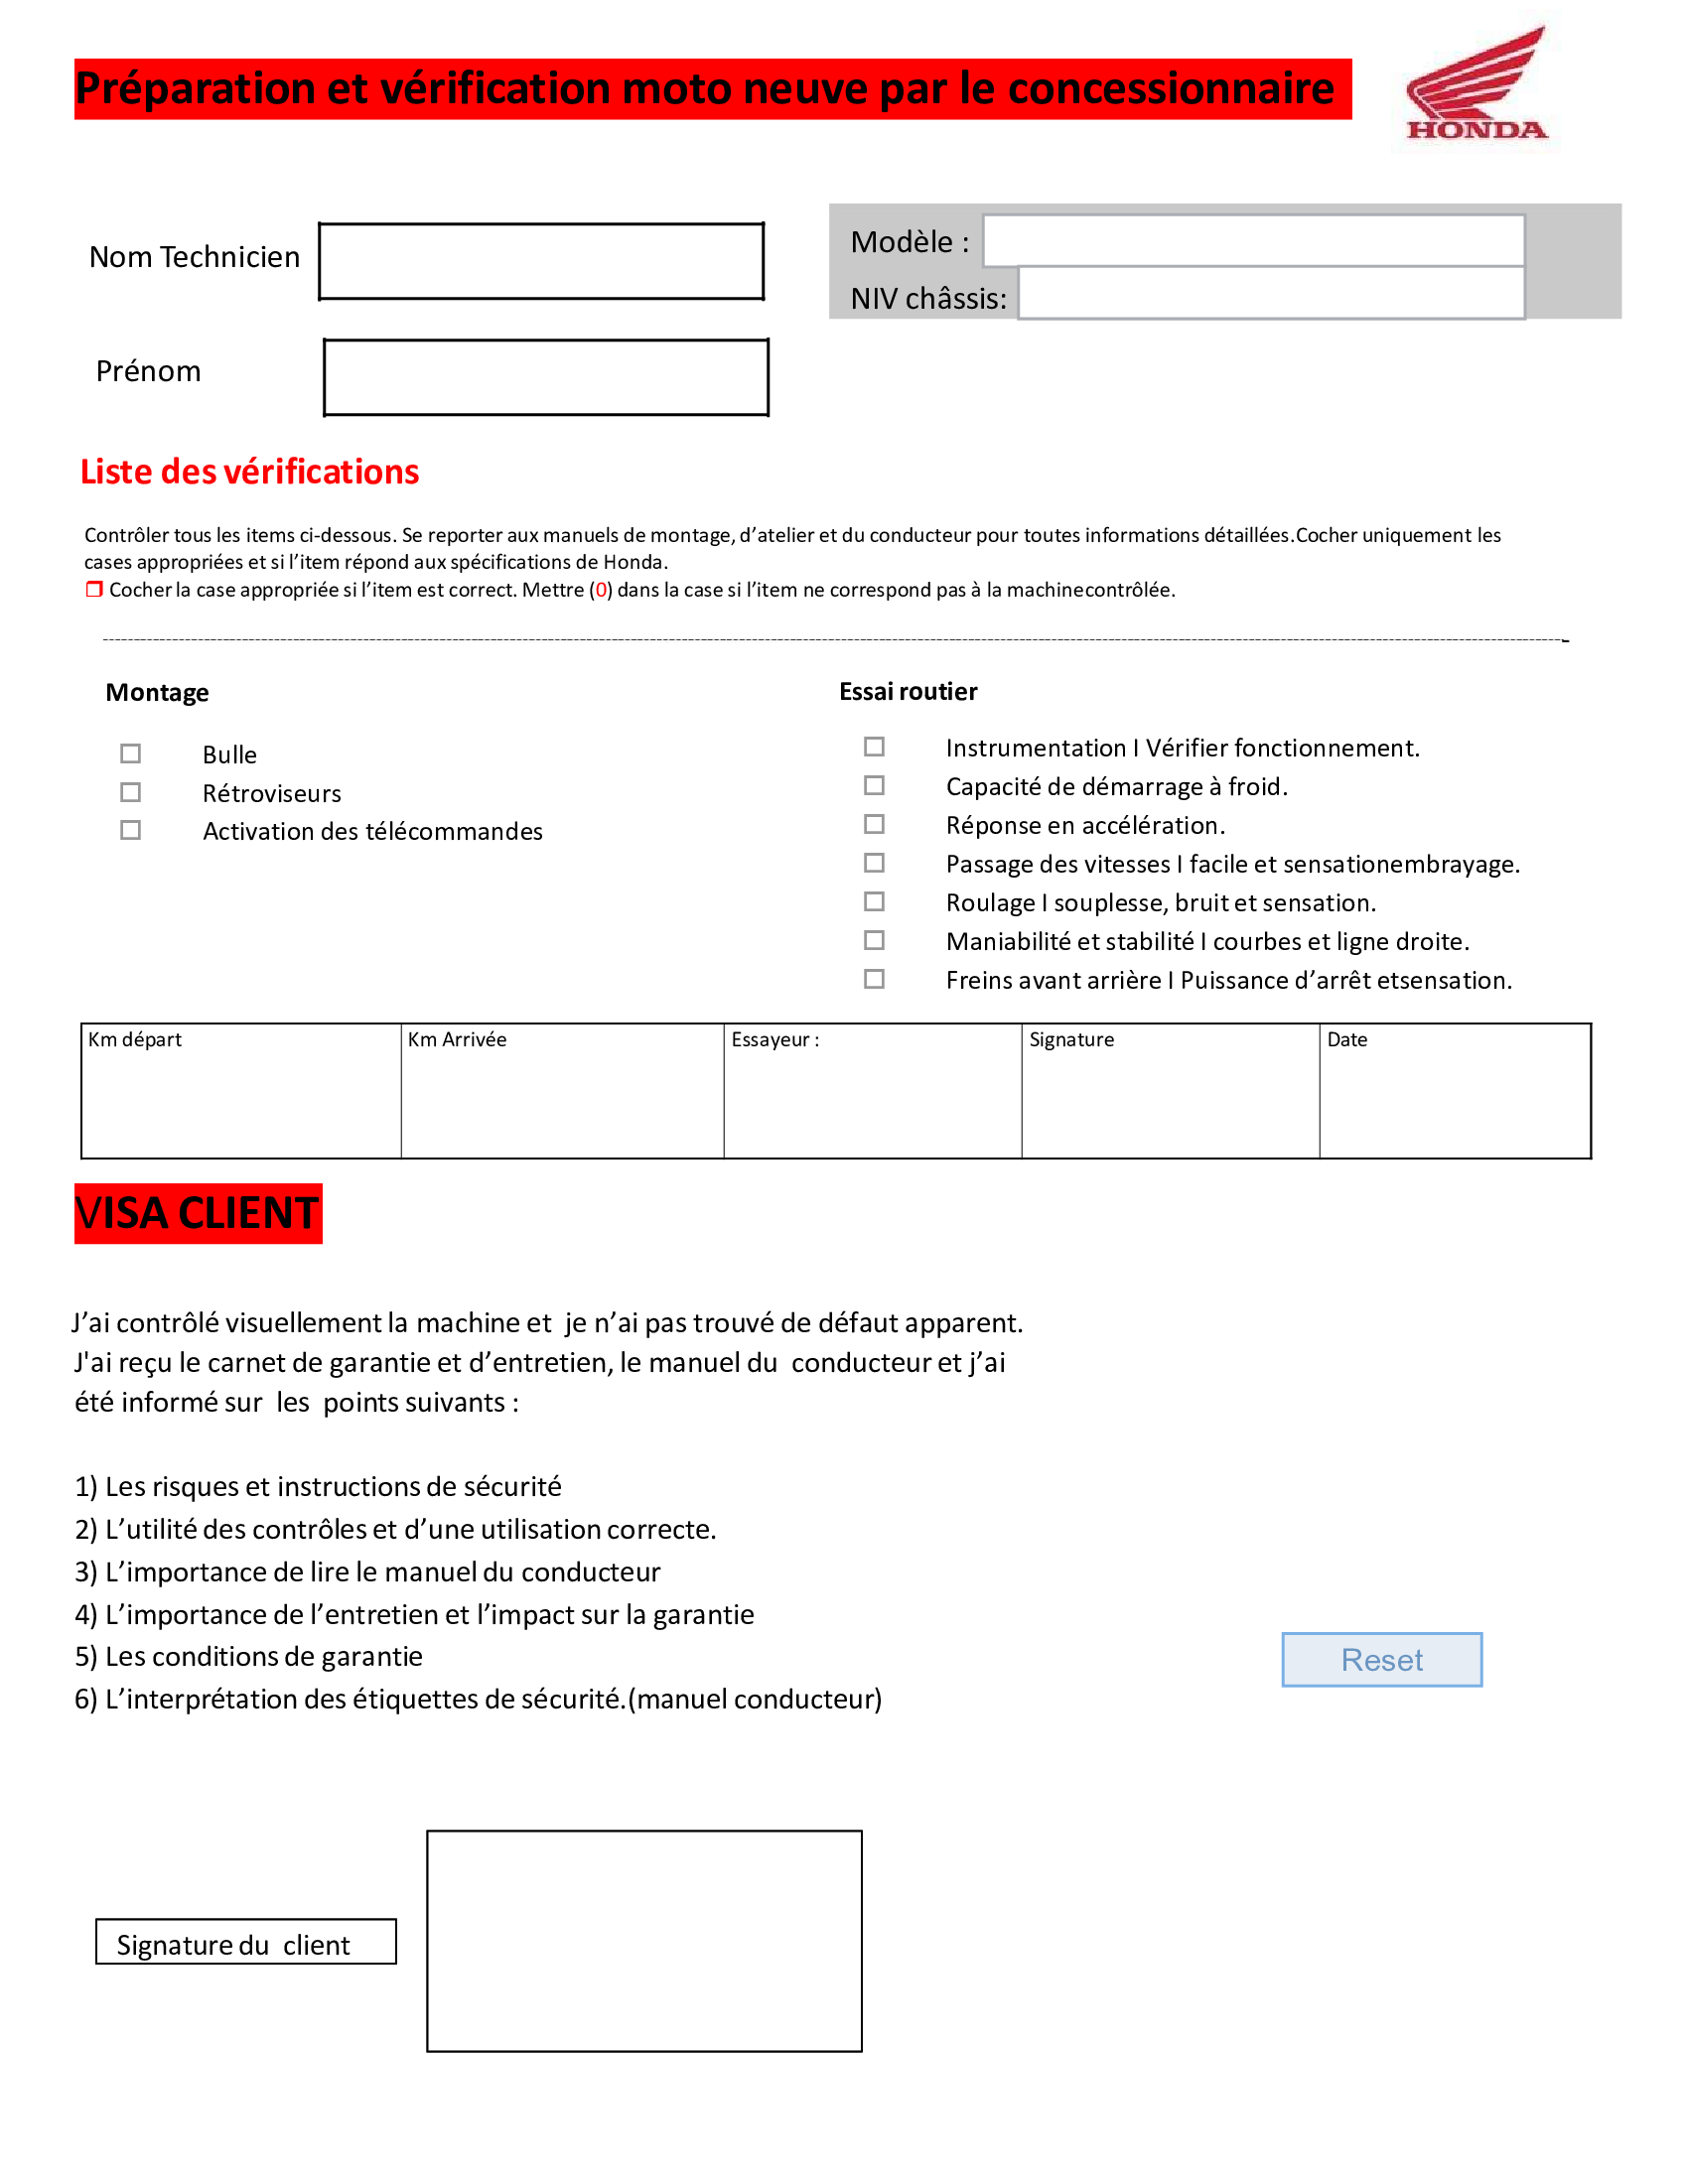 Préparation et vérification moto neuve par le concessionnaire
HONDA
Nom Technicien
Modèle :
NIV châssis:
Prénom
Liste des vérifications
Contrôler tous les items ci-dessous. Se reporter aux manuels de montage, d’atelier et du conducteur pour toutes informations détaillées.Cocher uniquement les
cases appropriées et si l’item répond aux spécifications de Honda.
❒ Cocher la case appropriée si l’item est correct. Mettre (0) dans la case si l’item ne correspond pas à la machinecontrôlée.
Montage
Bulle
Rétroviseurs
Activation des télécommandes
Essai routier
Instrumentation I Vérifier fonctionnement.
Capacité de démarrage à froid.
Réponse en accélération.
Passage des vitesses I facile et sensationembrayage.
Roulage I souplesse, bruit et sensation.
Maniabilité et stabilité I courbes et ligne droite.
Freins avant arrière I Puissance d’arrêt etsensation.
Km départ
Km Arrivée
Essayeur :
Signature
Date
VISA CLIENT
J’ai contrôlé visuellement la machine et je n’ai pas trouvé de défaut apparent.
J'ai reçu le carnet de garantie et d’entretien, le manuel du conducteur et j’ai
été informé sur les points suivants :
1) Les risques et instructions de sécurité
2) L’utilité des contrôles et d’une utilisation correcte.
3) L’importance de lire le manuel du conducteur
4) L’importance de l’entretien et l’impact sur la garantie
5) Les conditions de garantie
6) L’interprétation des étiquettes de sécurité.(manuel conducteur)
Reset
Signature du client